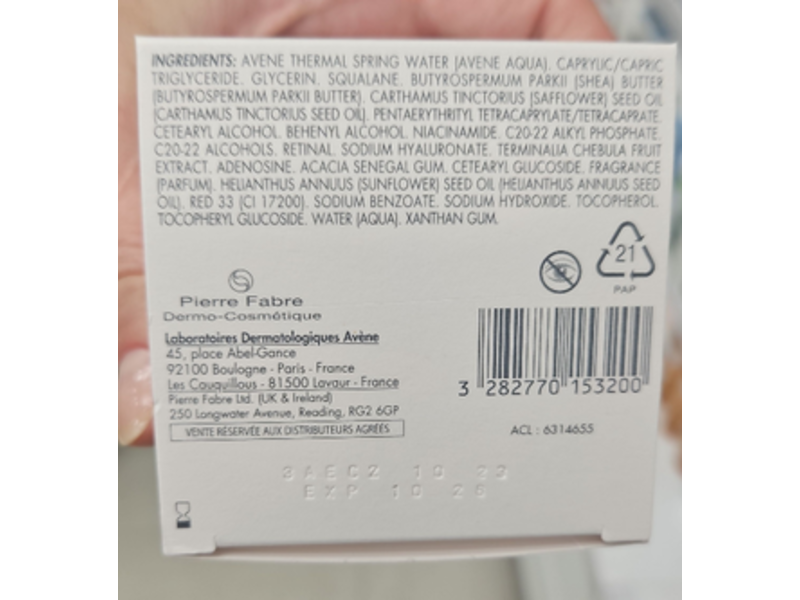 INGREDIENTS: AVENE THERMAL SPRING WATER (AVENE AQUA). CAPRYLIC/CAPRIC
TRIGLYCERIDE. GLYCERIN. SQUALANE. BUTYROSPERMUM PARKII (SHEA) BUTTER
(BUTYROSPERMUM PARKII BUTTER). CARTHAMUS TINCTORIUS (SAFFLOWER) SEED OIL
(CARTHAMUS TINCTORIUS SEED OIL). PENTAERYTHRITYL TETRACAPRYLATE/TETRACAPRATE.
CETEARYL ALCOHOL. BEHENYL ALCOHOL. NIACINAMIDE. C20-22 ALKYL PHOSPHATE.
C20-22 ALCOHOLS. RETINAL. SODIUM HYALURONATE. TERMINALIA CHEBULA FRUIT
EXTRACT. ADENOSINE. ACACIA SENEGAL GUM. CETEARYL GLUCOSIDE. FRAGRANCE
(PARFUM). HELIANTHUS ANNUUS (SUNFLOWER) SEED OIL (HELIANTHUS ANNUUS SEED
OIL). RED 33 (CI 17200). SODIUM BENZOATE. SODIUM HYDROXIDE. TOCOPHEROL.
TOCOPHERYL GLUCOSIDE. WATER (AQUA). XANTHAN GUM.
21
PAP
Pierre Fabre
Dermo-Cosmétique
Laboratoires Dermatologiques Avène
45, place Abel-Gance
92100 Boulogne - Paris - France
Les Cauquillous - 81500 Lavaur - France
Pierre Fabre Ltd. (UK & Ireland)
250 Longwater Avenue, Reading, RG2 6GP
VENTE RÉSERVÉE AUX DISTRIBUTEURS AGRÉÉS
3 282770 153200
ACL : 6314655
3AEC2 10 23
EXP 10 26